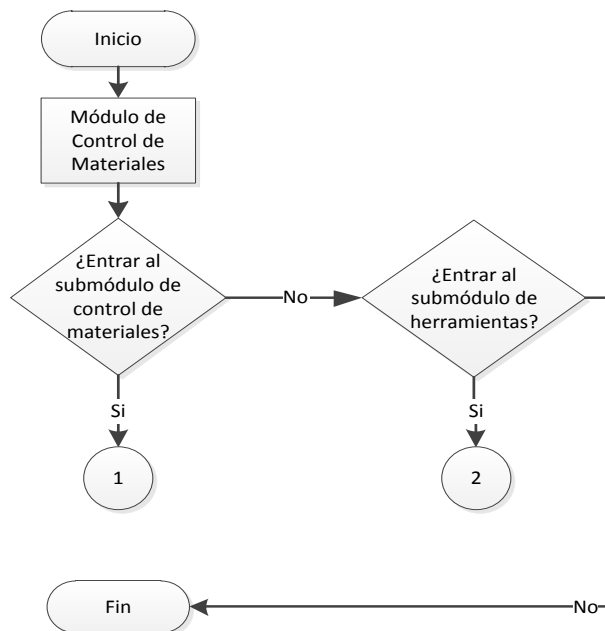 Inicio
Módulo de
Control de
Materiales
¿Entrar al
submódulo de
control de
materiales?
No
¿Entrar al
submódulo de
herramientas?
Si
Si
1
2
Fin
No